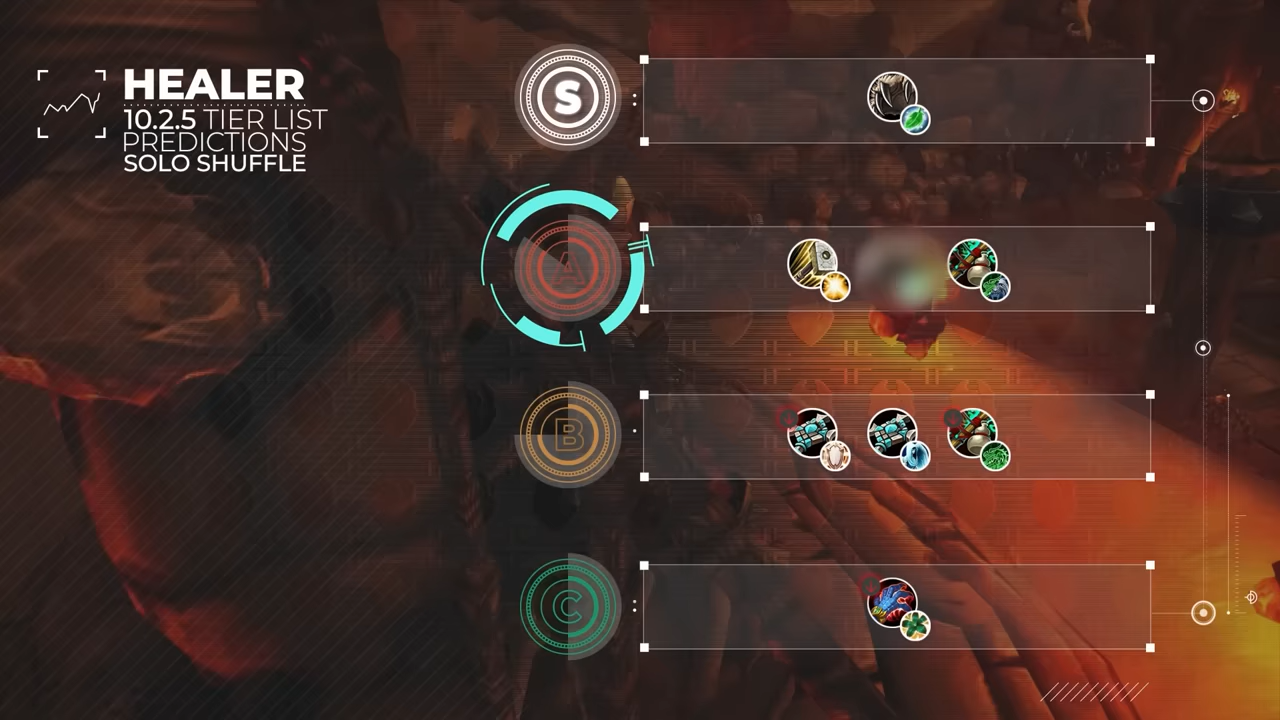 HEALER
10.2.5 TIER LIST
PREDICTIONS
SOLO SHUFFLE
S
A
B
C